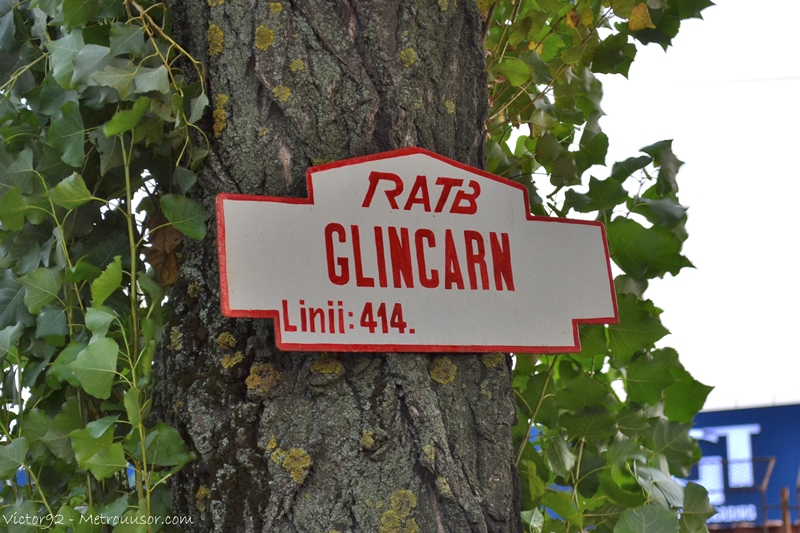 RATB
GLINCARN
Linii: 414.
Victor92 - Metrouusor.com